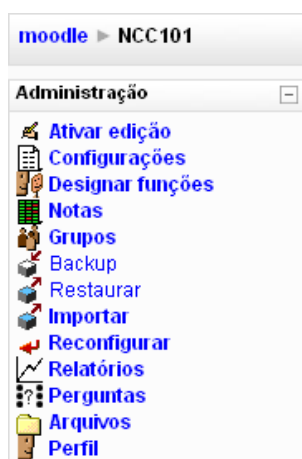 moodle ► NCC101
Administração
Ativar edição
Configurações
Designar funções
Notas
Grupos
Backup
Restaurar
Importar
Reconfigurar
Relatórios
Perguntas
Arquivos
Perfil